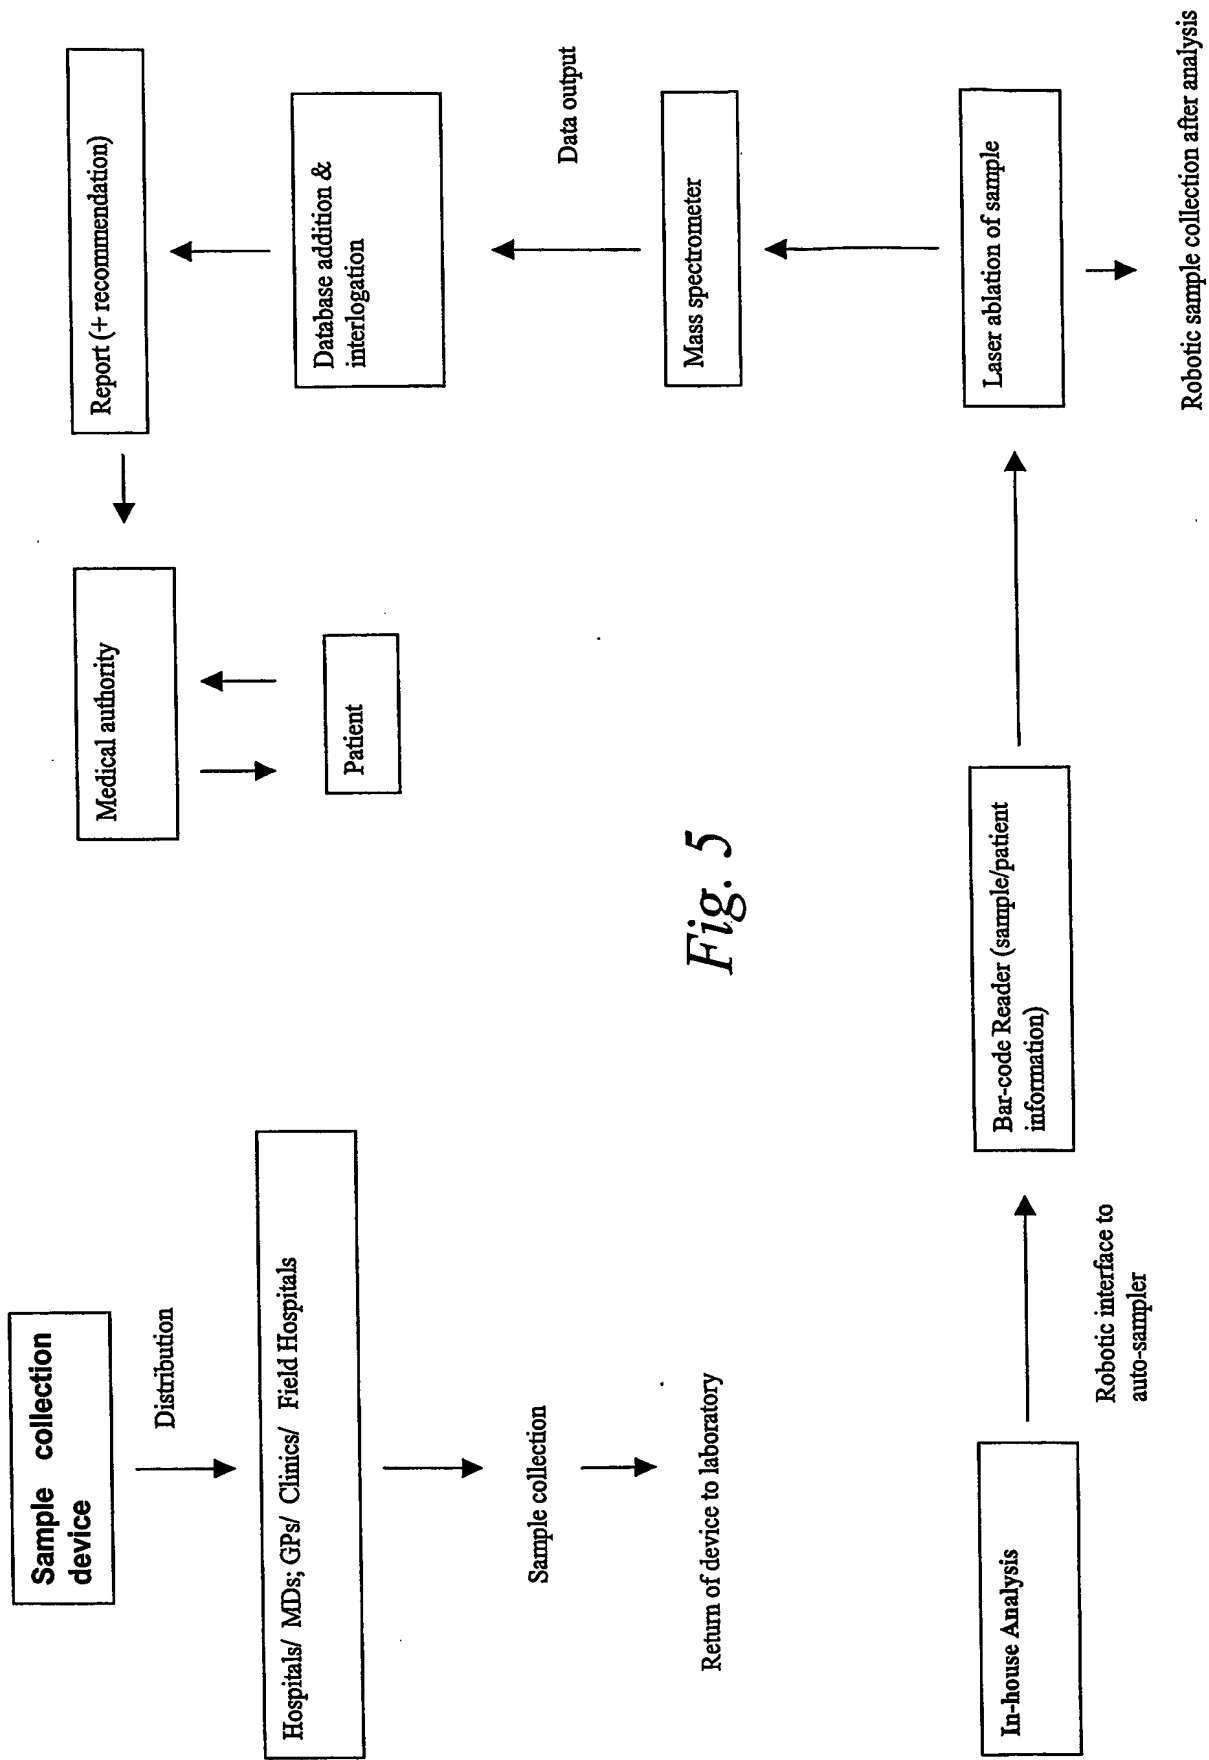 Sample collection
device
Distribution
Hospitals/ MDs; GPs/ Clinics/ Field Hospitals
Sample collection
Return of device to laboratory
In-house Analysis
Robotic interface to
auto-sampler
Bar-code Reader (sample/patient
information)
Laser ablation of sample
Robotic sample collection after analysis
Mass spectrometer
Data output
Database addition &
interlogation
Report (+ recommendation)
Medical authority
Patient
Fig. 5